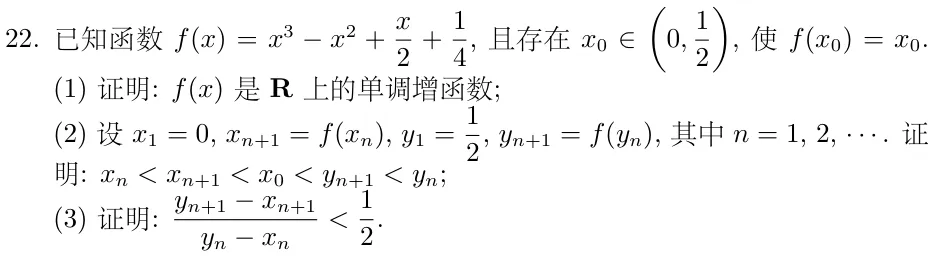 22. 已知函数 f(x) = x³ − x² + x/2 + 1/4, 且存在 x₀ ∈ (0, 1/2), 使 f(x₀) = x₀.
(1) 证明: f(x) 是 R 上的单调增函数;
(2) 设 x₁ = 0, xₙ₊₁ = f(xₙ), y₁ = 1/2, yₙ₊₁ = f(yₙ), 其中 n = 1, 2, ⋯. 证
明: xₙ < xₙ₊₁ < x₀ < yₙ₊₁ < yₙ;
(3) 证明: (yₙ₊₁ − xₙ₊₁)/(yₙ − xₙ) < 1/2.